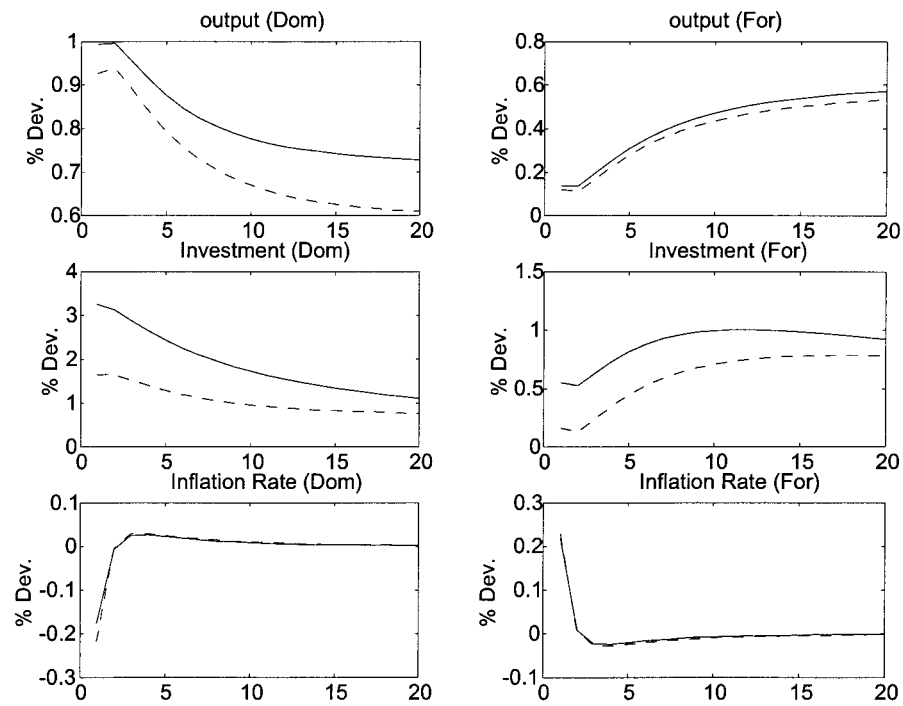 output (Dom)
% Dev.
1
0.9
0.8
0.7
0.6
0 5 10 15 20
output (For)
% Dev.
0.8
0.6
0.4
0.2
0
0 5 10 15 20
Investment (Dom)
% Dev.
4
3
2
1
0
0 5 10 15 20
Investment (For)
% Dev.
1.5
1
0.5
0
0 5 10 15 20
Inflation Rate (Dom)
% Dev.
0.1
0
-0.1
-0.2
-0.3
0 5 10 15 20
Inflation Rate (For)
% Dev.
0.3
0.2
0.1
0
-0.1
0 5 10 15 20